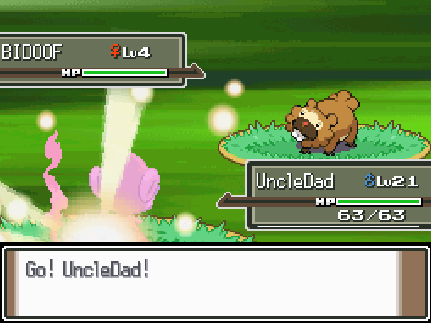 BIDOOF ♀Lv4
HP
UncleDad ♂Lv21
HP
63/63
Go! UncleDad!